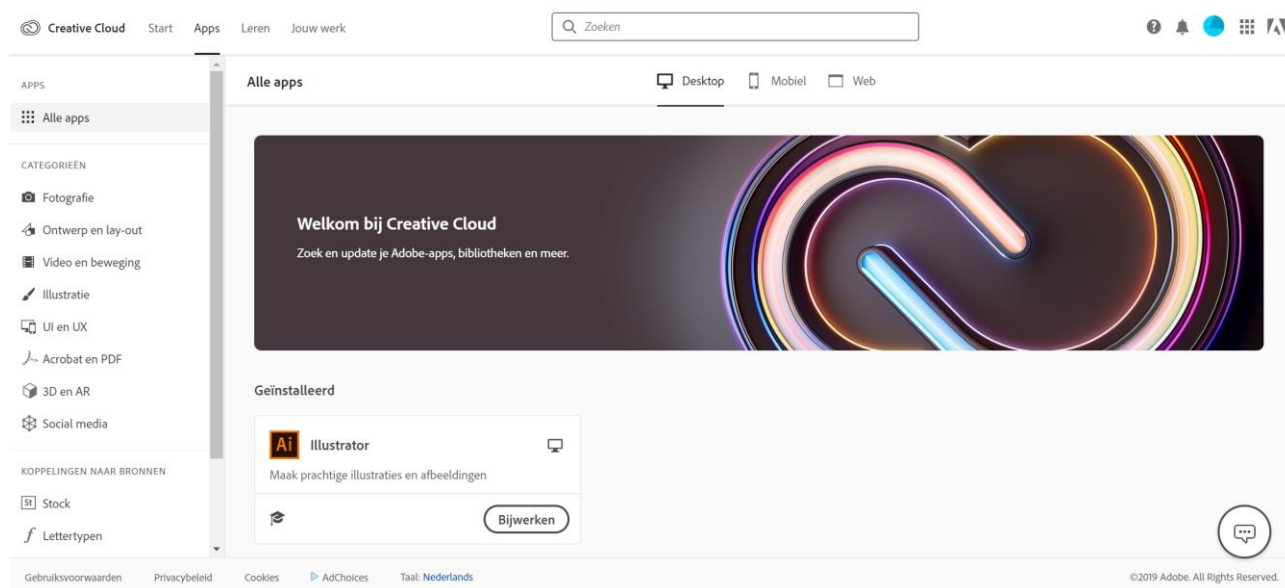 Creative Cloud Start Apps Leren Jouw werk Zoeken
APPS
Alle apps
CATEGORIEËN
Fotografie
Ontwerp en lay-out
Video en beweging
Illustratie
UI en UX
Acrobat en PDF
3D en AR
Social media
KOPPELINGEN NAAR BRONNEN
St Stock
Lettertypen
Alle apps Desktop Mobiel Web
Welkom bij Creative Cloud
Zoek en update je Adobe-apps, bibliotheken en meer.
Geïnstalleerd
Ai Illustrator
Maak prachtige illustraties en afbeeldingen
Bijwerken
Gebruiksvoorwaarden Privacybeleid Cookies AdChoices Taal: Nederlands ©2019 Adobe. All Rights Reserved.